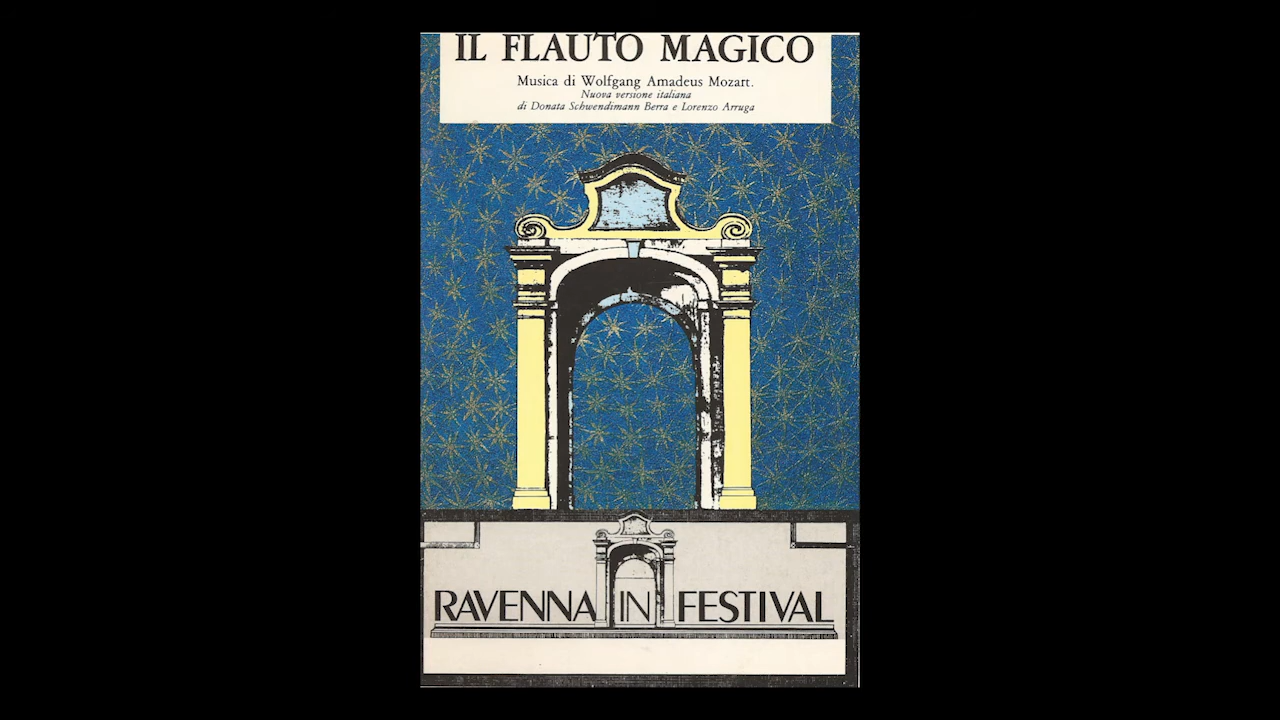 IL FLAUTO MAGICO
Musica di Wolfgang Amadeus Mozart.
Nuova versione italiana
di Donata Schwendimann Berra e Lorenzo Arruga
RAVENNA IN FESTIVAL